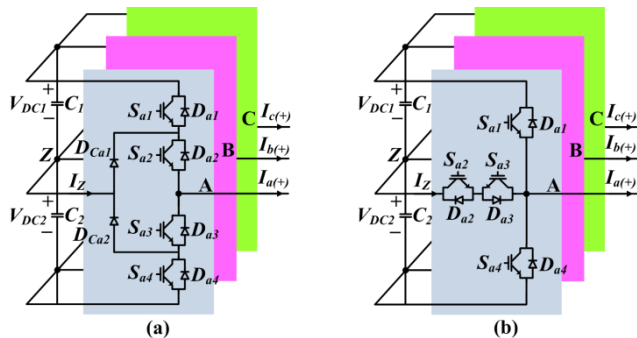 + V_DC1 − C_1
Z
V_DC2 + − C_2
I_Z
D_Ca1
D_Ca2
S_a1 D_a1
S_a2 D_a2
A
S_a3 D_a3
S_a4 D_a4
B
C
I_c(+)
I_b(+)
I_a(+)
(a)
+ V_DC1 − C_1
Z
V_DC2 + − C_2
I_Z
S_a1 D_a1
S_a2 S_a3
D_a2 D_a3
A
S_a4 D_a4
B
C
I_c(+)
I_b(+)
I_a(+)
(b)